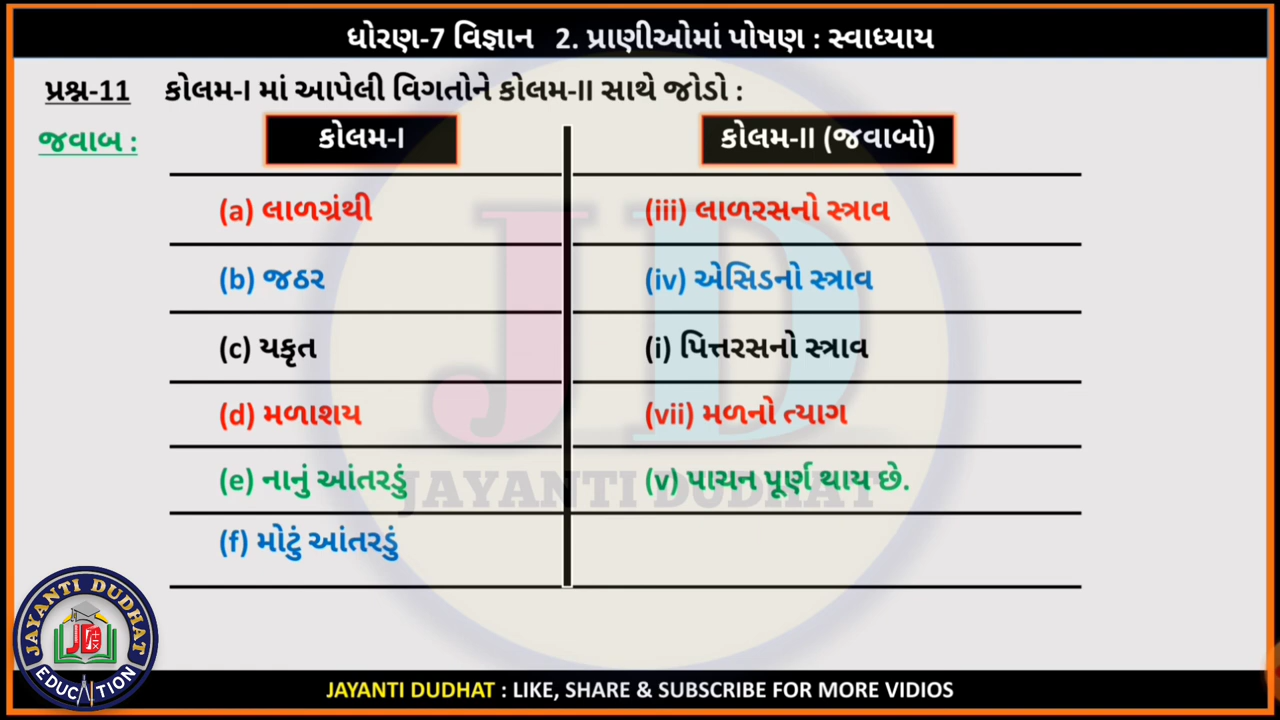 ધોરણ-7 વિજ્ઞાન 2. પ્રાણીઓમાં પોષણ : સ્વાધ્યાય
પ્રશ્ન-11 કોલમ-I માં આપેલી વિગતોને કોલમ-II સાથે જોડો :
જવાબ : કોલમ-I કોલમ-II (જવાબો)
(a) લાળગ્રંથી (iii) લાળરસનો સ્ત્રાવ
(b) જઠર (iv) એસિડનો સ્ત્રાવ
(c) યકૃત (i) પિત્તરસનો સ્ત્રાવ
(d) મળાશય (vii) મળનો ત્યાગ
(e) નાનું આંતરડું (v) પાચન પૂર્ણ થાય છે.
(f) મોટું આંતરડું
JD
JAYANTI DUDHAT
JAYANTI DUDHAT
JD
EDUCATION
JAYANTI DUDHAT : LIKE, SHARE & SUBSCRIBE FOR MORE VIDIOS